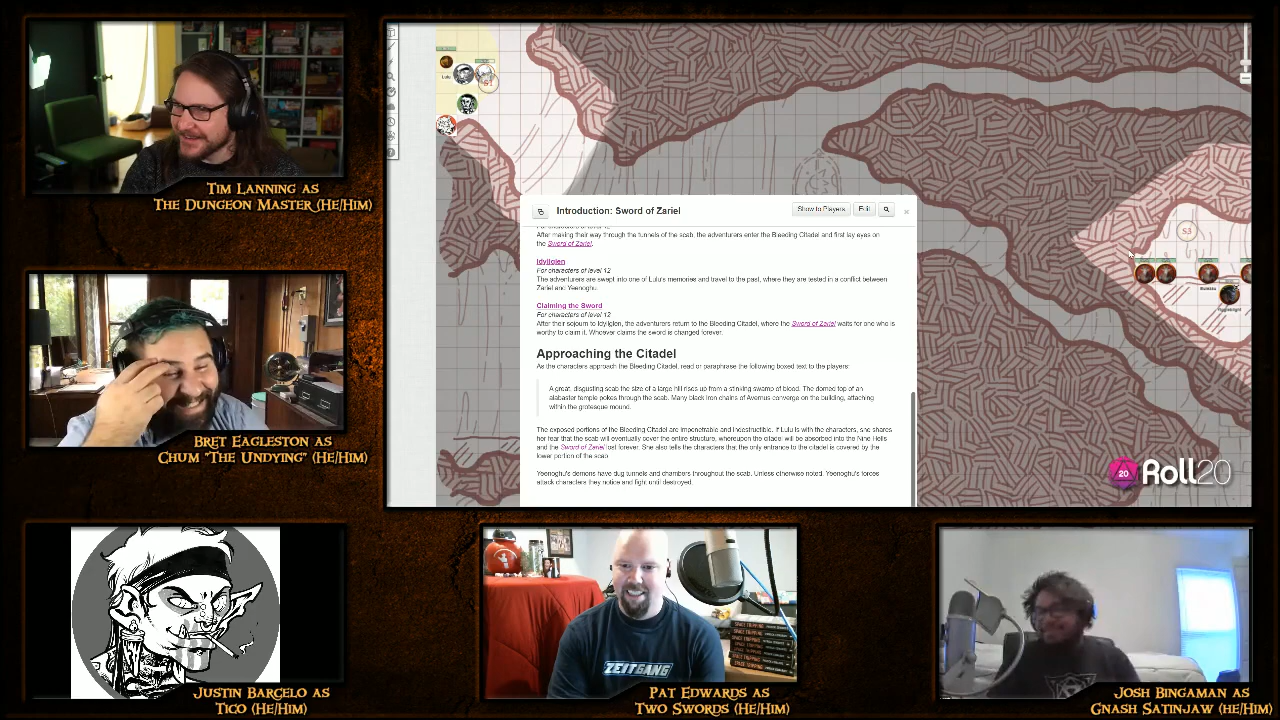 TIM LANNING AS
THE DUNGEON MASTER (HE/HIM)
BRET EAGLESTON AS
CHUM "THE UNDYING" (HE/HIM)
JUSTIN BARCELO AS
TICO (HE/HIM)
PAT EDWARDS AS
TWO SWORDS (HE/HIM)
JOSH BINGAMAN AS
GNASH SATINJAW (HE/HIM)
Lulu
S1
S3
Introduction: Sword of Zariel
Show to Players
Edit
For characters of level 12
After making their way through the tunnels of the scab, the adventurers enter the Bleeding Citadel and first lay eyes on
the Sword of Zariel.
Idyllglen
For characters of level 12
The adventurers are swept into one of Lulu's memories and travel to the past, where they are tested in a conflict between
Zariel and Yeenoghu.
Claiming the Sword
For characters of level 12
After their sojourn to Idyllglen, the adventurers return to the Bleeding Citadel, where the Sword of Zariel waits for one who is
worthy to claim it. Whoever claims the sword is changed forever.
Approaching the Citadel
As the characters approach the Bleeding Citadel, read or paraphrase the following boxed text to the players:
A great, disgusting scab the size of a large hill rises up from a stinking swamp of blood. The domed top of an
alabaster temple pokes through the scab. Many black iron chains of Avernus converge on the building, attaching
within the grotesque mound.
The exposed portions of the Bleeding Citadel are impenetrable and indestructible. If Lulu is with the characters, she shares
her fear that the scab will eventually cover the entire structure, whereupon the citadel will be absorbed into the Nine Hells
and the Sword of Zariel lost forever. She also tells the characters that the only entrance to the citadel is covered by the
lower portion of the scab
Yeenoghu's demons have dug tunnels and chambers throughout the scab. Unless otherwise noted, Yeenoghu's forces
attack characters they notice and fight until destroyed.
20
Roll20
ZEITGANG
SPACE TRIPPING